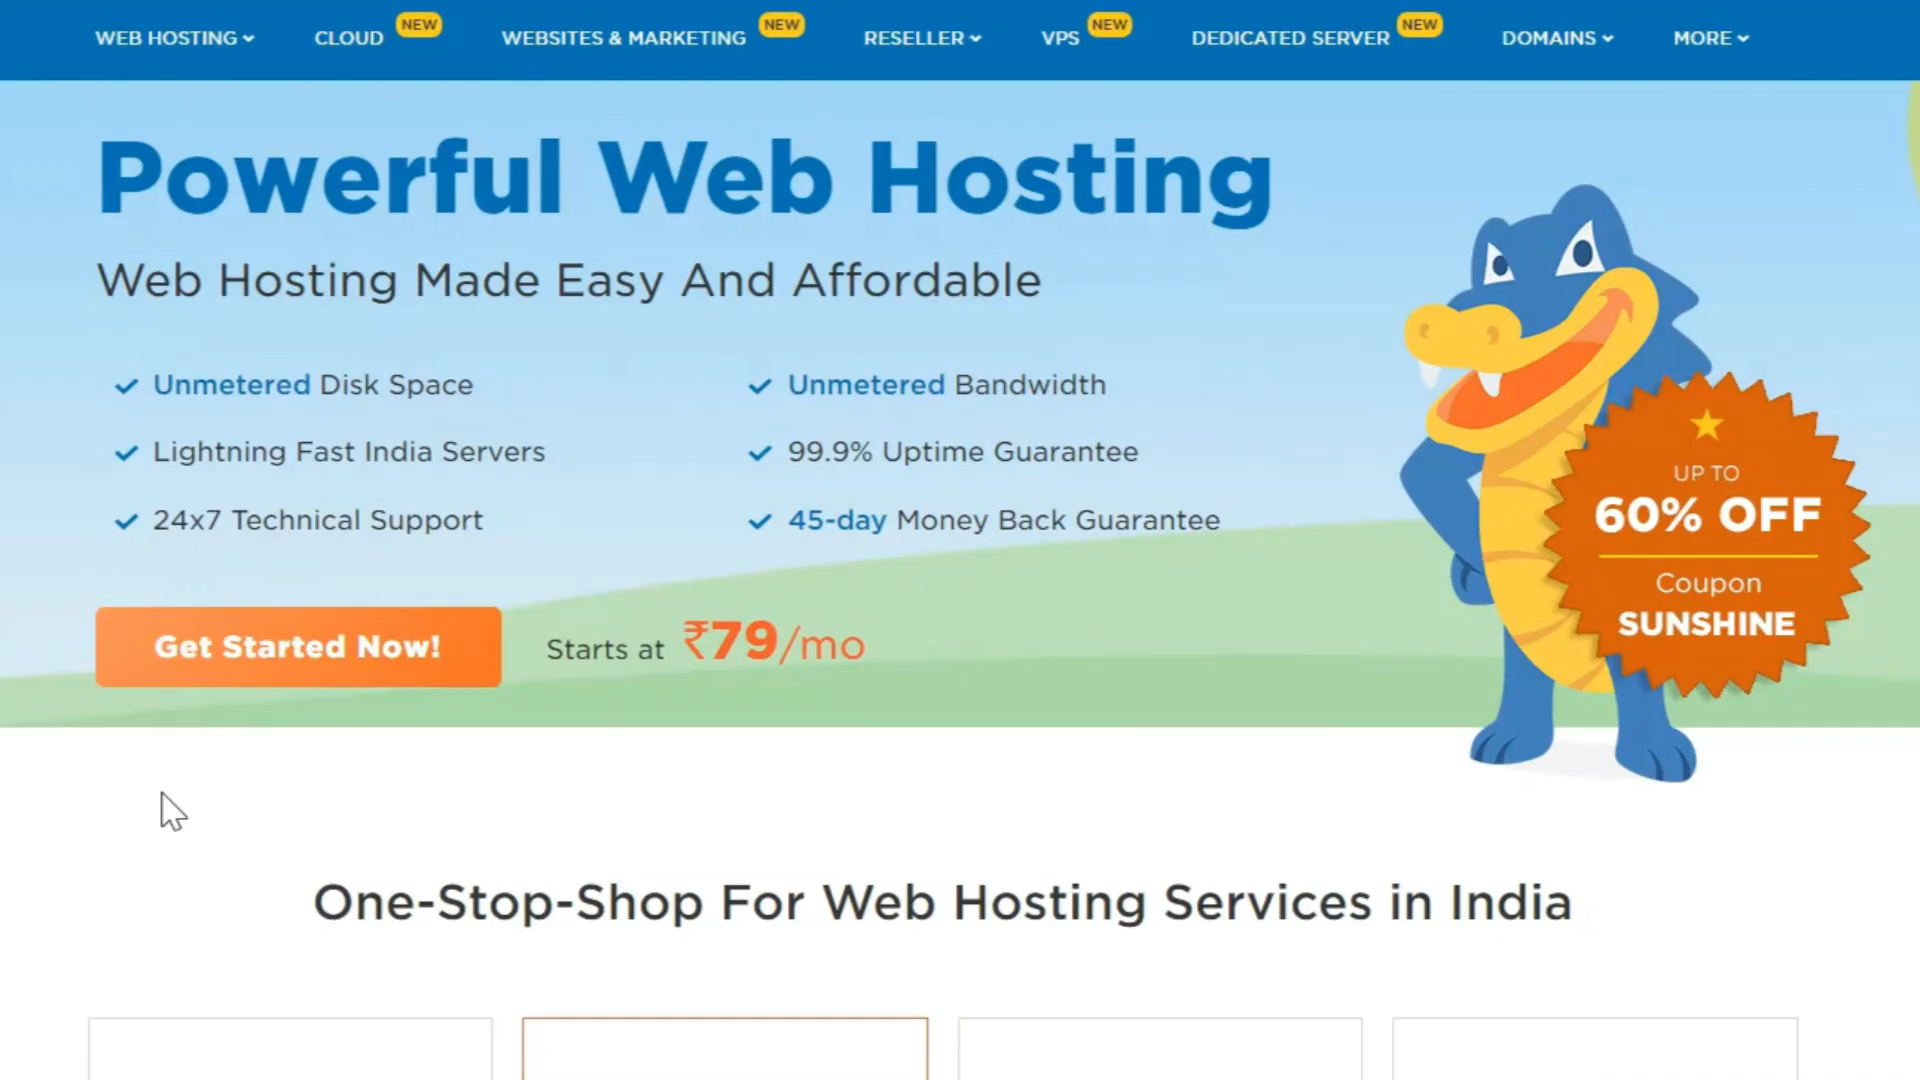 WEB HOSTING
CLOUD NEW
WEBSITES & MARKETING NEW
RESELLER
VPS NEW
DEDICATED SERVER NEW
DOMAINS
MORE
Powerful Web Hosting
Web Hosting Made Easy And Affordable
Unmetered Disk Space
Unmetered Bandwidth
Lightning Fast India Servers
99.9% Uptime Guarantee
24x7 Technical Support
45-day Money Back Guarantee
Get Started Now!
Starts at ₹79/mo
UP TO
60% OFF
Coupon
SUNSHINE
One-Stop-Shop For Web Hosting Services in India